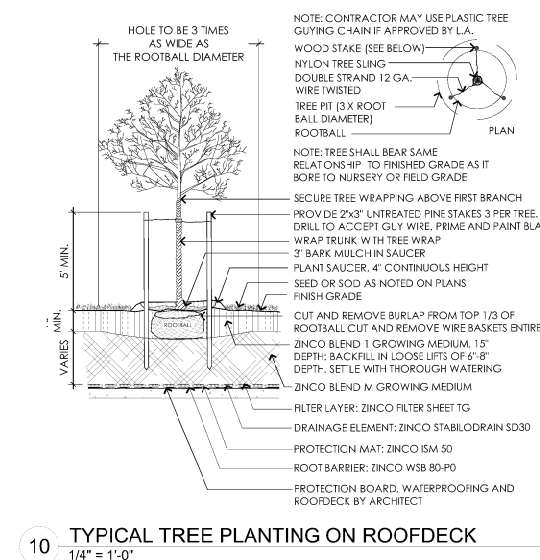 HOLE TO BE 3 TIMES
AS WIDE AS
THE ROOTBALL DIAMETER
NOTE: CONTRACTOR MAY USE PLASTIC TREE
GUYING CHAIN IF APPROVED BY L.A.
WOOD STAKE (SEE BELOW)
NYLON TREE SLING
DOUBLE STRAND 12 GA.
WIRE TWISTED
TREE PIT (3 X ROOT
BALL DIAMETER)
ROOTBALL
PLAN
NOTE: TREE SHALL BEAR SAME
RELATIONSHIP TO FINISHED GRADE AS IT
BORE TO NURSERY OR FIELD GRADE
SECURE TREE WRAPPING ABOVE FIRST BRANCH
PROVIDE 2"x3" UNTREATED PINE STAKES 3 PER TREE.
DRILL TO ACCEPT GUY WIRE. PRIME AND PAINT BLA
WRAP TRUNK WITH TREE WRAP
3" BARK MULCH IN SAUCER
PLANT SAUCER, 4" CONTINUOUS HEIGHT
SEED OR SOD AS NOTED ON PLANS
FINISH GRADE
CUT AND REMOVE BURLAP FROM TOP 1/3 OF
ROOTBALL CUT AND REMOVE WIRE BASKETS ENTIRE
ZINCO BLEND 1 GROWING MEDIUM, 15"
DEPTH: BACKFILL IN LOOSE LIFTS OF 6"-8"
DEPTH. SETTLE WITH THOROUGH WATERING
ZINCO BLEND M GROWING MEDIUM
FILTER LAYER: ZINCO FILTER SHEET TG
DRAINAGE ELEMENT: ZINCO STABILODRAIN SD30
PROTECTION MAT: ZINCO ISM 50
ROOT BARRIER: ZINCO WSB 80-P0
PROTECTION BOARD, WATERPROOFING AND
ROOFDECK BY ARCHITECT
5' MIN.
MIN.
VARIES
ROOTBALL
10 TYPICAL TREE PLANTING ON ROOFDECK
1/4" = 1'-0"